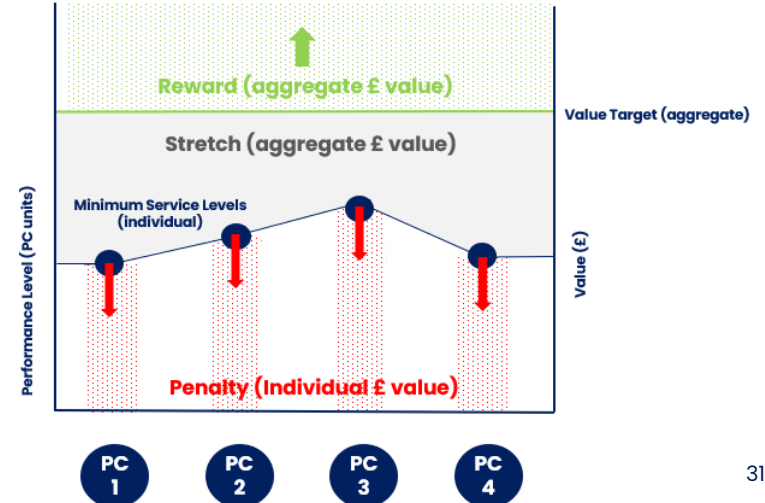 Reward (aggregate £ value)
Value Target (aggregate)
Stretch (aggregate £ value)
Minimum Service Levels
(individual)
Performance Level (PC units)
Value (£)
Penalty (Individual £ value)
PC
1
PC
2
PC
3
PC
4
31